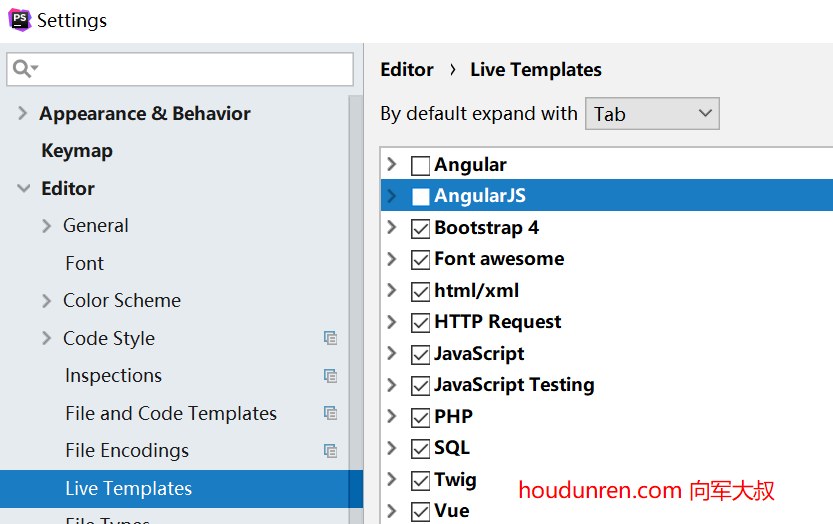 PS Settings
Appearance & Behavior
Keymap
Editor
General
Font
Color Scheme
Code Style
Inspections
File and Code Templates
File Encodings
Live Templates
File Types
Editor › Live Templates
By default expand with Tab
Angular
AngularJS
Bootstrap 4
Font awesome
html/xml
HTTP Request
JavaScript
JavaScript Testing
PHP
SQL
Twig
Vue
houdunren.com 向军大叔